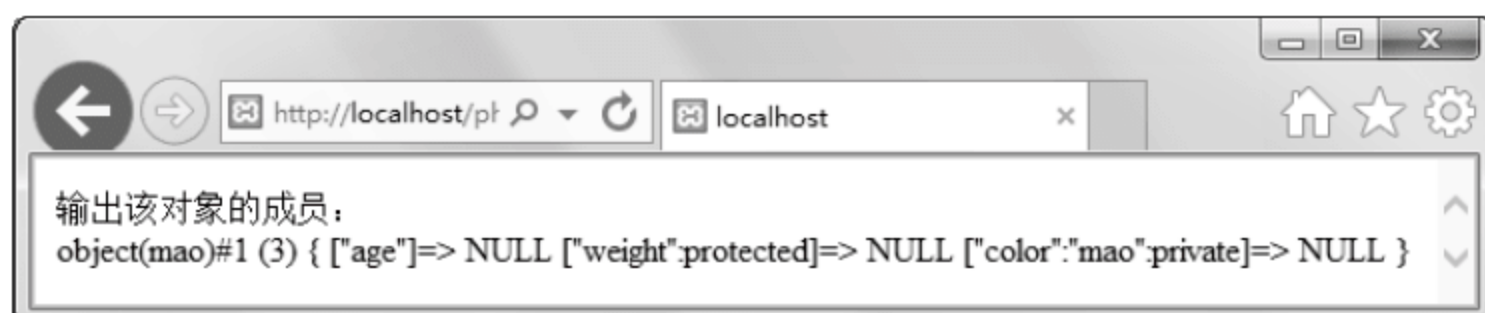 http://localhost/ph
localhost
输出该对象的成员：
object(mao)#1 (3) { ["age"]=> NULL ["weight":protected]=> NULL ["color":"mao":private]=> NULL }